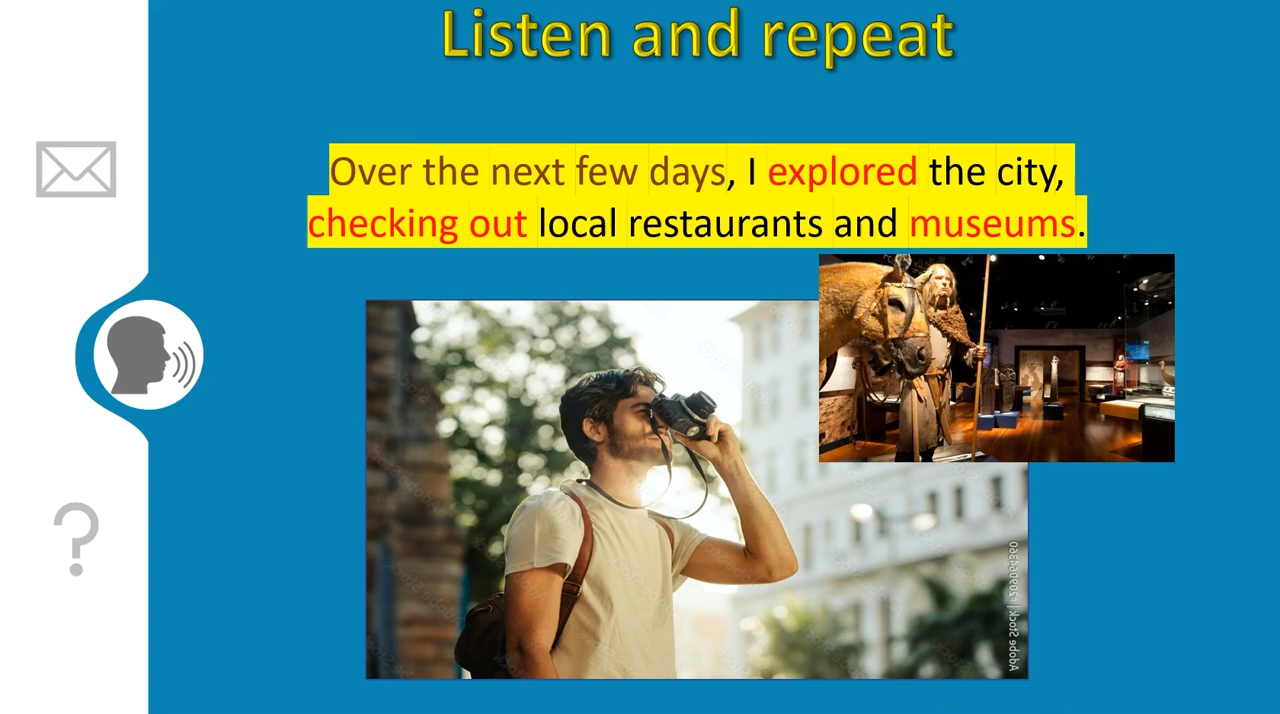 Listen and repeat
Over the next few days, I explored the city,
checking out local restaurants and museums.
?